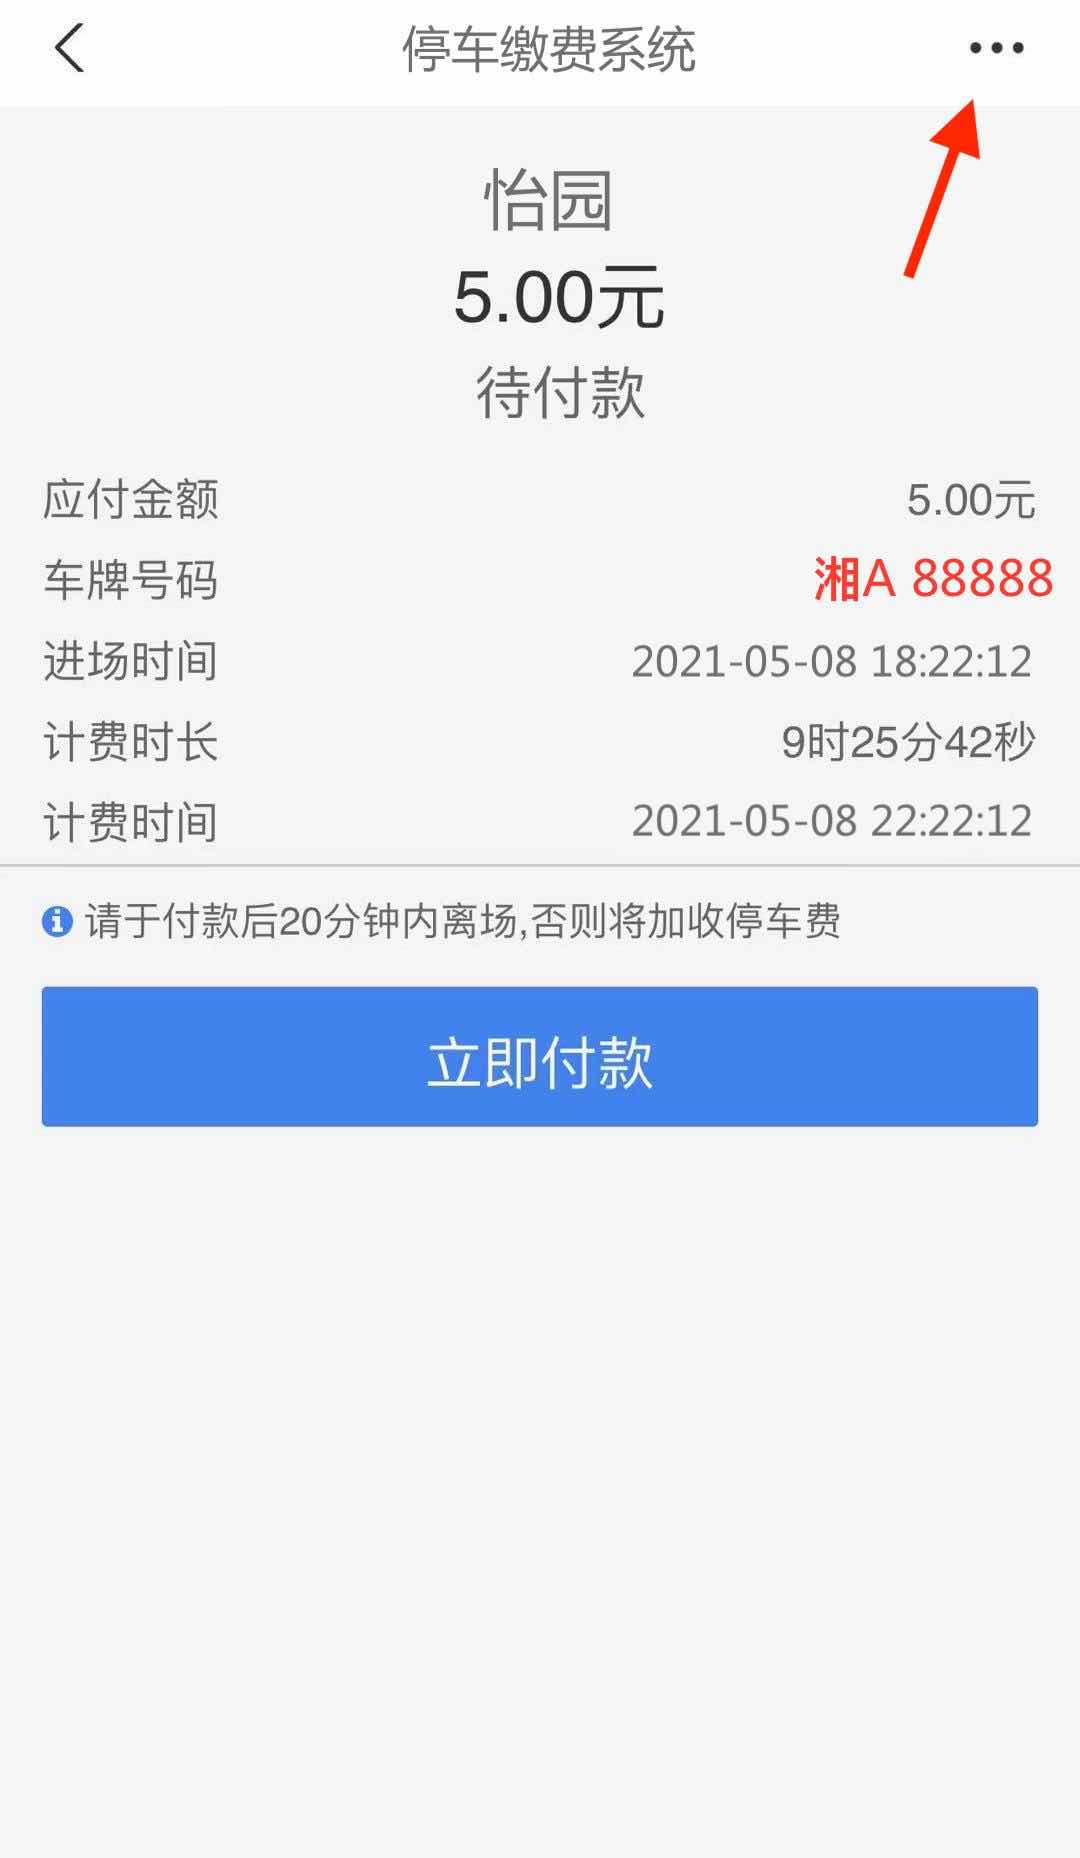 停车缴费系统
怡园
5.00元
待付款
应付金额 5.00元
车牌号码 湘A 88888
进场时间 2021-05-08 18:22:12
计费时长 9时25分42秒
计费时间 2021-05-08 22:22:12
请于付款后20分钟内离场,否则将加收停车费
立即付款